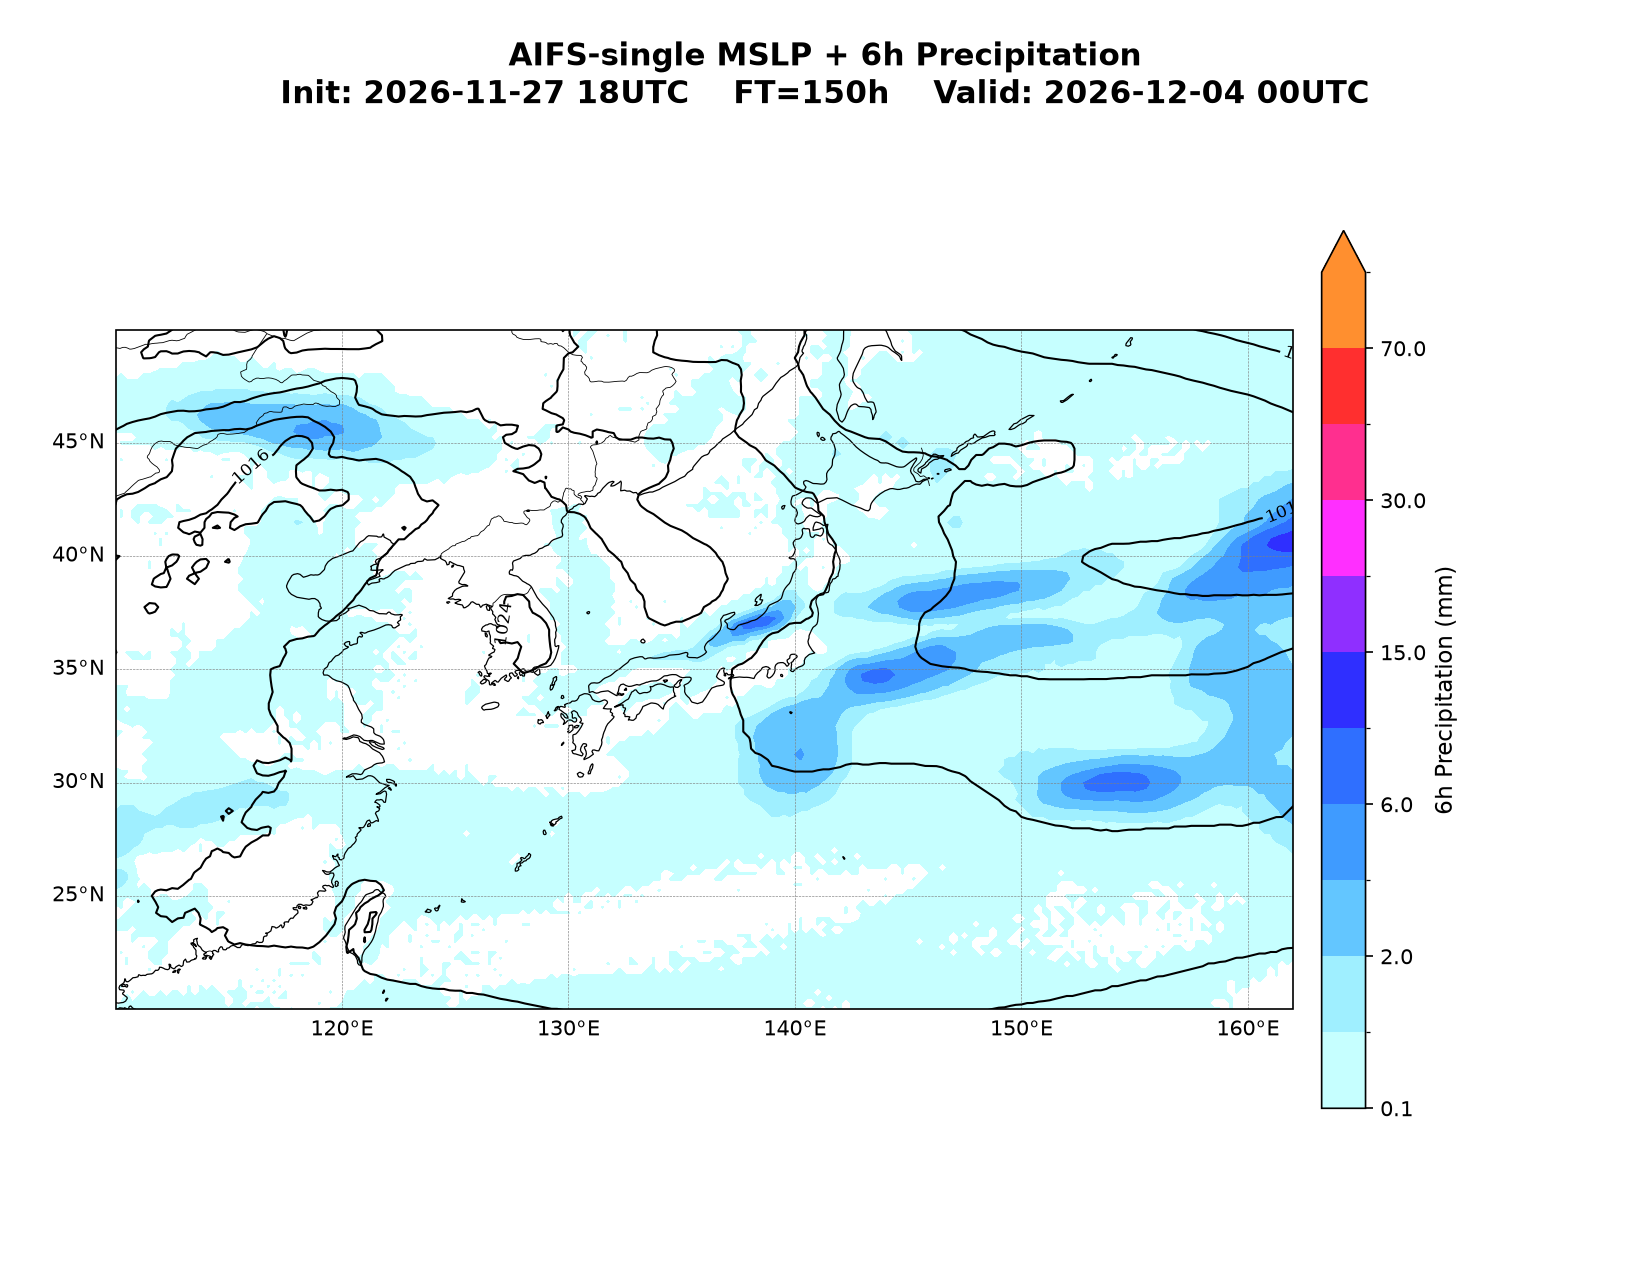 AIFS-single MSLP + 6h Precipitation
Init: 2026-11-27 18UTC    FT=150h    Valid: 2026-12-04 00UTC
45°N
40°N
35°N
30°N
25°N
120°E
130°E
140°E
150°E
160°E
1016
1024
101
1
70.0
30.0
15.0
6.0
2.0
0.1
6h Precipitation (mm)